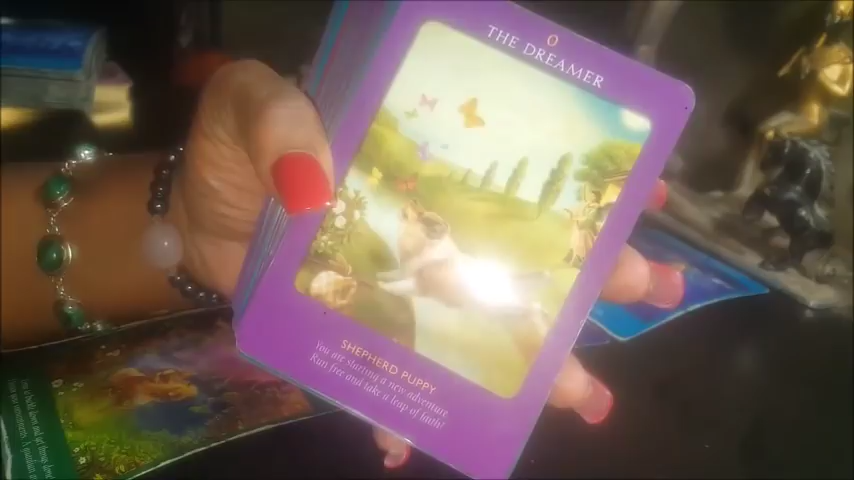 0
THE DREAMER
SHEPHERD PUPPY
You are starting a new adventure
Run free and take a leap of faith!